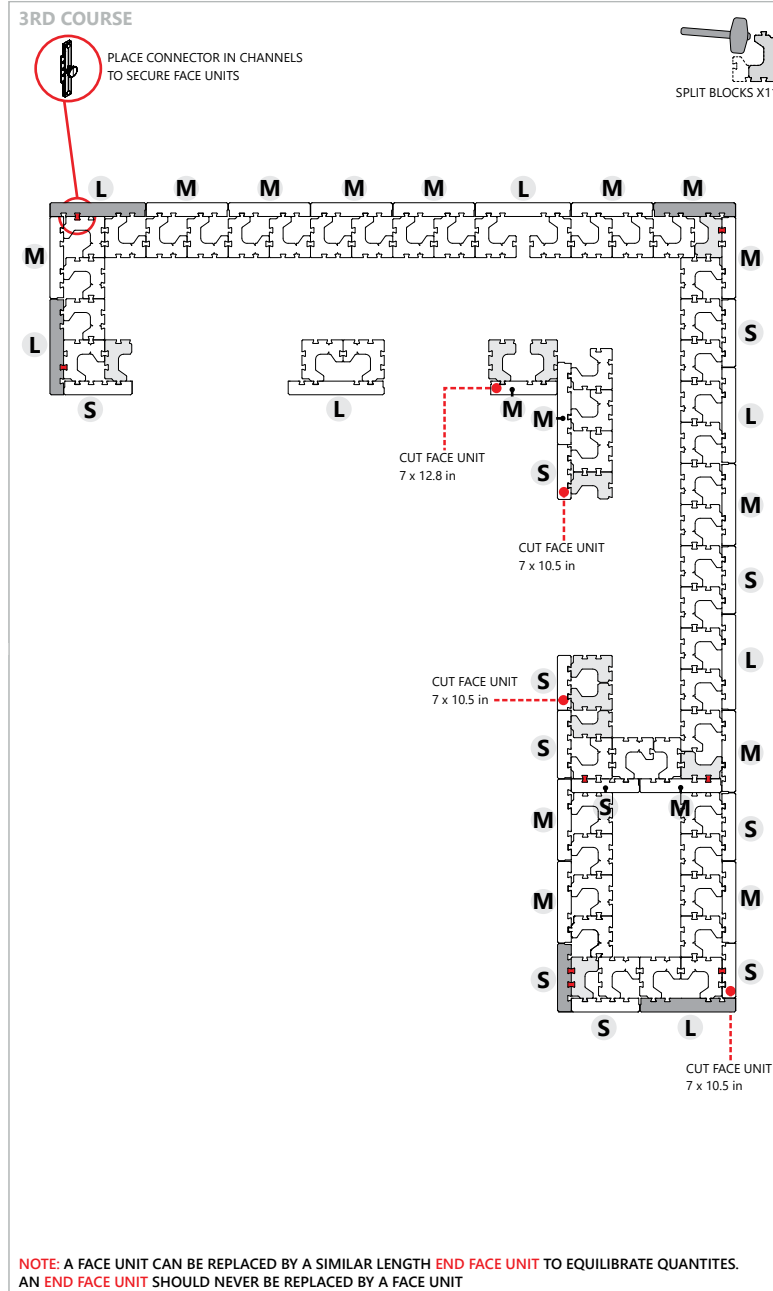 3RD COURSE
PLACE CONNECTOR IN CHANNELS
TO SECURE FACE UNITS
SPLIT BLOCKS X11
L M M M M L M M
M
M
S
L
L
S
L
M
M
CUT FACE UNIT
7 x 12.8 in
S
M
CUT FACE UNIT
7 x 10.5 in
S
L
S
CUT FACE UNIT
7 x 10.5 in
S
M
S M
M
S
M
M
S
S
S L
CUT FACE UNIT
7 x 10.5 in
NOTE: A FACE UNIT CAN BE REPLACED BY A SIMILAR LENGTH END FACE UNIT TO EQUILIBRATE QUANTITES.
AN END FACE UNIT SHOULD NEVER BE REPLACED BY A FACE UNIT